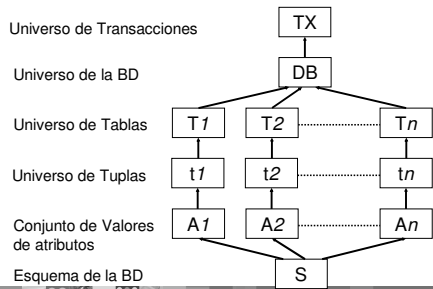 Universo de Transacciones TX
Universo de la BD DB
Universo de Tablas T1 T2 Tn
Universo de Tuplas t1 t2 tn
Conjunto de Valores A1 A2 An
de atributos
Esquema de la BD S